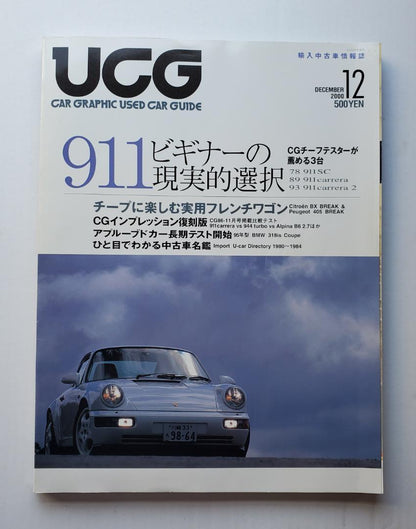 輸入中古車情報誌
UCG
CAR GRAPHIC USED CAR GUIDE
DECEMBER
2000
12
500YEN
911ビギナーの
現実的選択
CGチーフテスターが
薦める3台
78 911SC
89 911carrera
93 911carrera 2
チープに楽しむ実用フレンチワゴン Citroën BX BREAK &
Peugeot 405 BREAK
CGインプレッション復刻版 CG86-11月号掲載比較テスト
911carrera vs 944 turbo vs Alpina B6 2.7ほか
アプルーブドカー長期テスト開始 95年型 BMW 318is Coupe
ひと目でわかる中古車名鑑 Import U-car Directory 1980〜1984
33
98-64